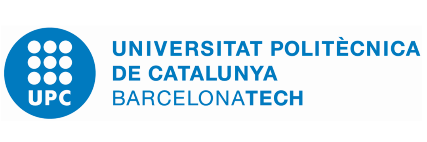 UPC
UNIVERSITAT POLITÈCNICA
DE CATALUNYA
BARCELONATECH